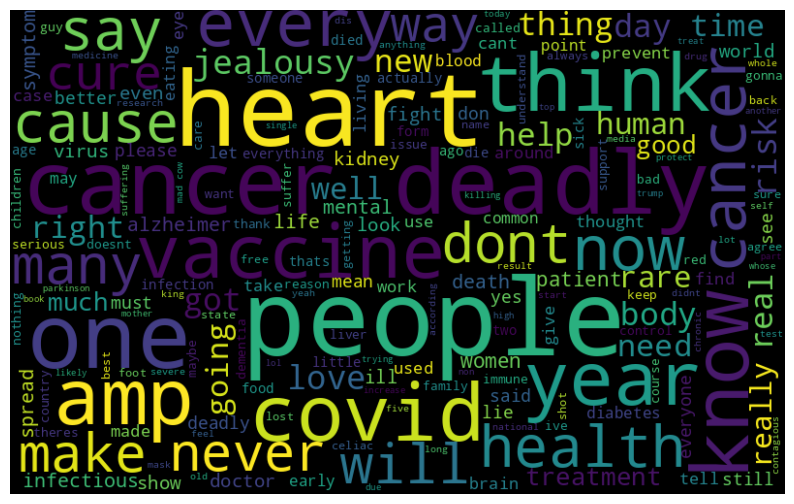 say every way thing day time
symptom guy eye dis died called today cant anything point always prevent world
cure jealousy new blood think treat whole
medicine eating someone actually understand drug gonna
case better even research heart living fight don name top back another
cause help human good risk
age virus please care single form issue sick media
let everything ago die around support bad protect
children may suffering mad cow want kidney cancer deadly killing trump sure self
right alzheimer well mental suffer look use common thought see agree
serious doesnt thank life vaccine dont now red lot
many infection free thats getting death patient rare find part whose
parkinson book king mean work yes
nothing much must take reason result keep didnt
mother got state yeah according start body control chronic test
one maybe dementia liver people high two give need
country likely foot lol little trying women immune year course real
spread best severe going food love ill used family said diabetes everyone know cancer really
theres amp increase lost five covid non lie national ive shot
made deadly celiac long
make feel never mask old will due health contagious
infectious show doctor early brain treatment tell still